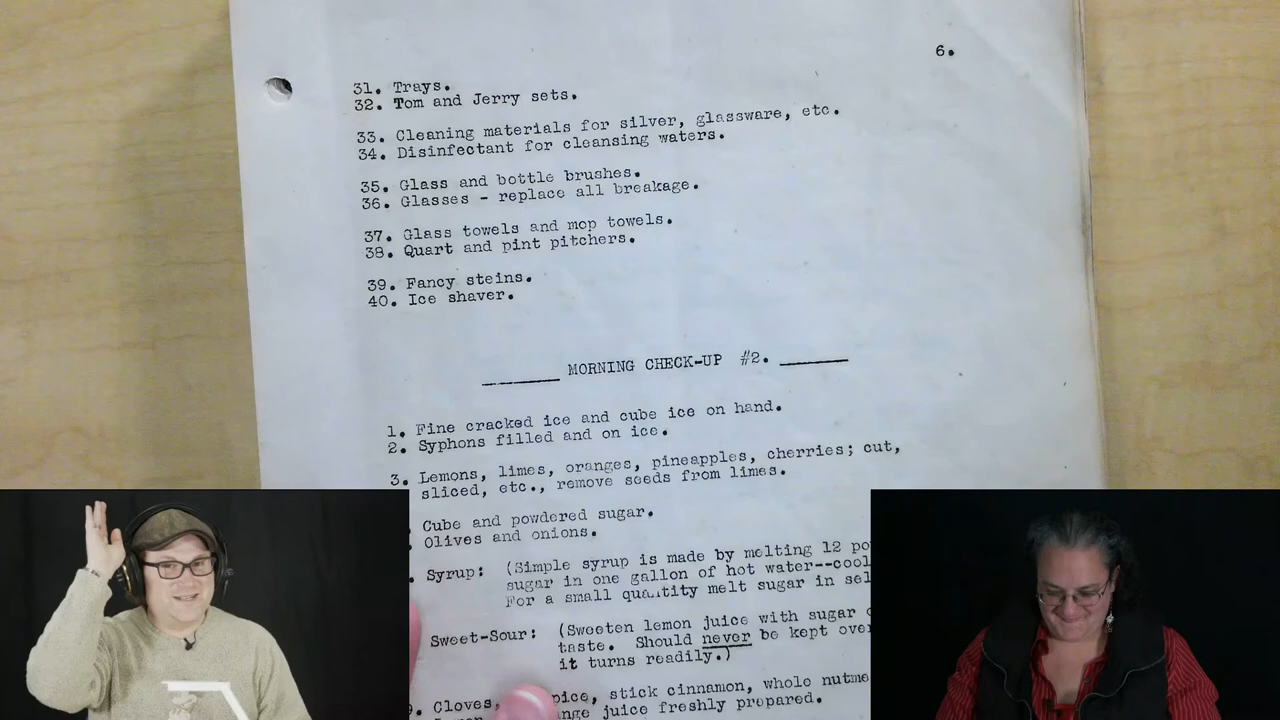 6.
31. Trays.
32. Tom and Jerry sets.
33. Cleaning materials for silver, glassware, etc.
34. Disinfectant for cleansing waters.
35. Glass and bottle brushes.
36. Glasses - replace all breakage.
37. Glass towels and mop towels.
38. Quart and pint pitchers.
39. Fancy steins.
40. Ice shaver.
MORNING CHECK-UP #2.
1. Fine cracked ice and cube ice on hand.
2. Syphons filled and on ice.
3. Lemons, limes, oranges, pineapples, cherries; cut,
sliced, etc., remove seeds from limes.
Cube and powdered sugar.
Olives and onions.
Syrup: (Simple syrup is made by melting 12
sugar in one gallon of hot water--cool
For a small quantity melt sugar in
Sweet-Sour: (Sweeten lemon juice with sugar
taste. Should never be kept
it turns readily.)
Cloves, stick cinnamon, whole
juice freshly prepared.